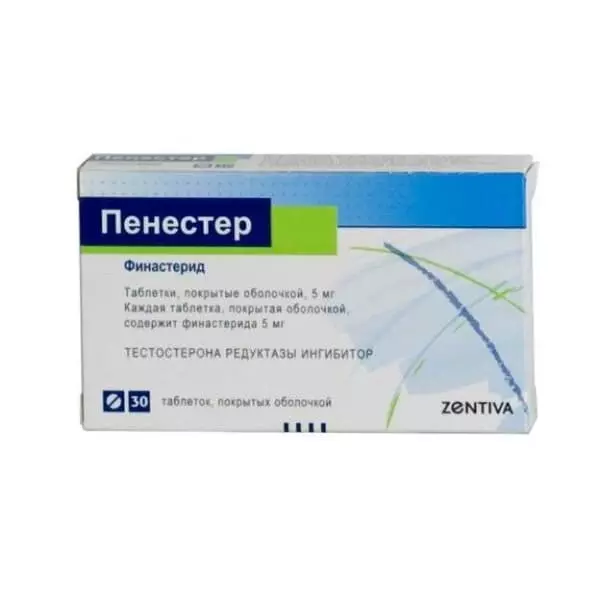 Пенестер
Финастерид
Таблетки, покрытые оболочкой, 5 мг
Каждая таблетка, покрытая оболочкой,
содержит финастерида 5 мг
ТЕСТОСТЕРОНА РЕДУКТАЗЫ ИНГИБИТОР
30 таблеток, покрытых оболочкой
ZENTIVA